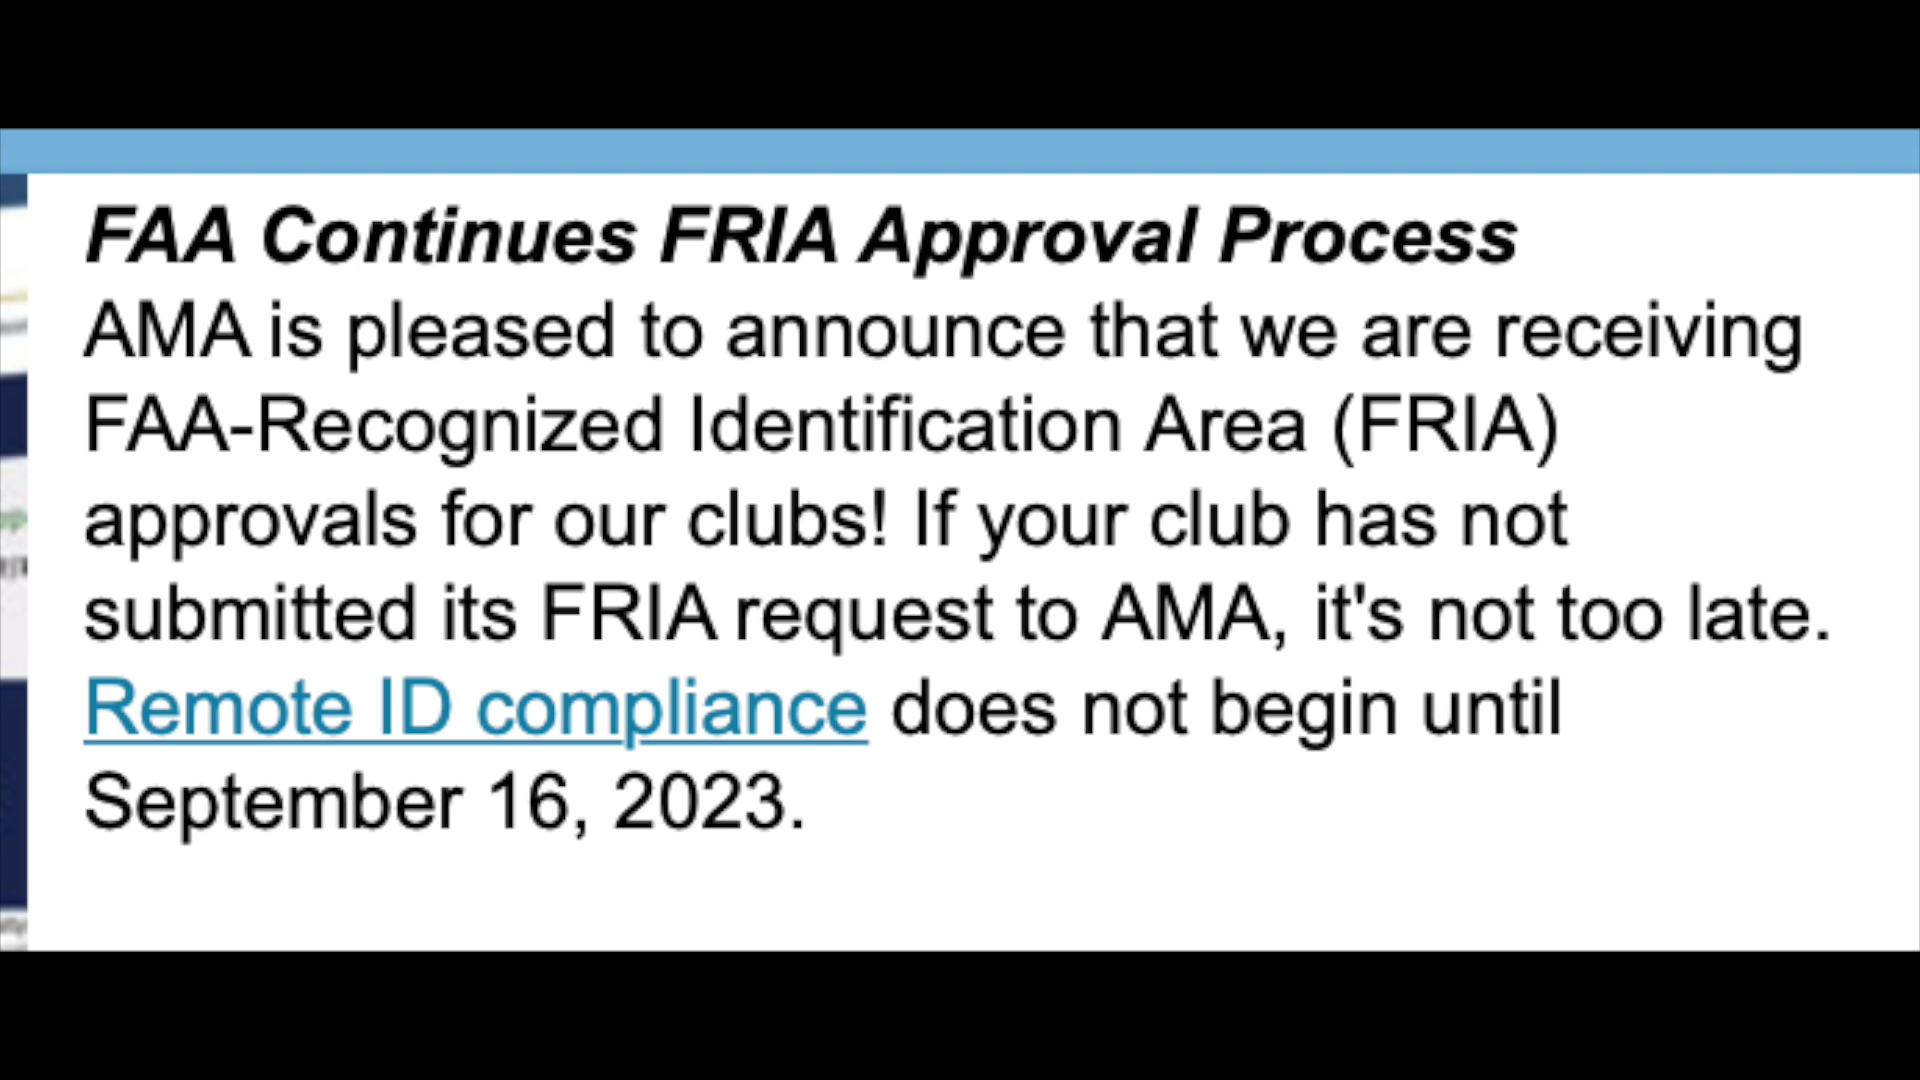 FAA Continues FRIA Approval Process
AMA is pleased to announce that we are receiving
FAA-Recognized Identification Area (FRIA)
approvals for our clubs! If your club has not
submitted its FRIA request to AMA, it's not too late.
Remote ID compliance does not begin until
September 16, 2023.